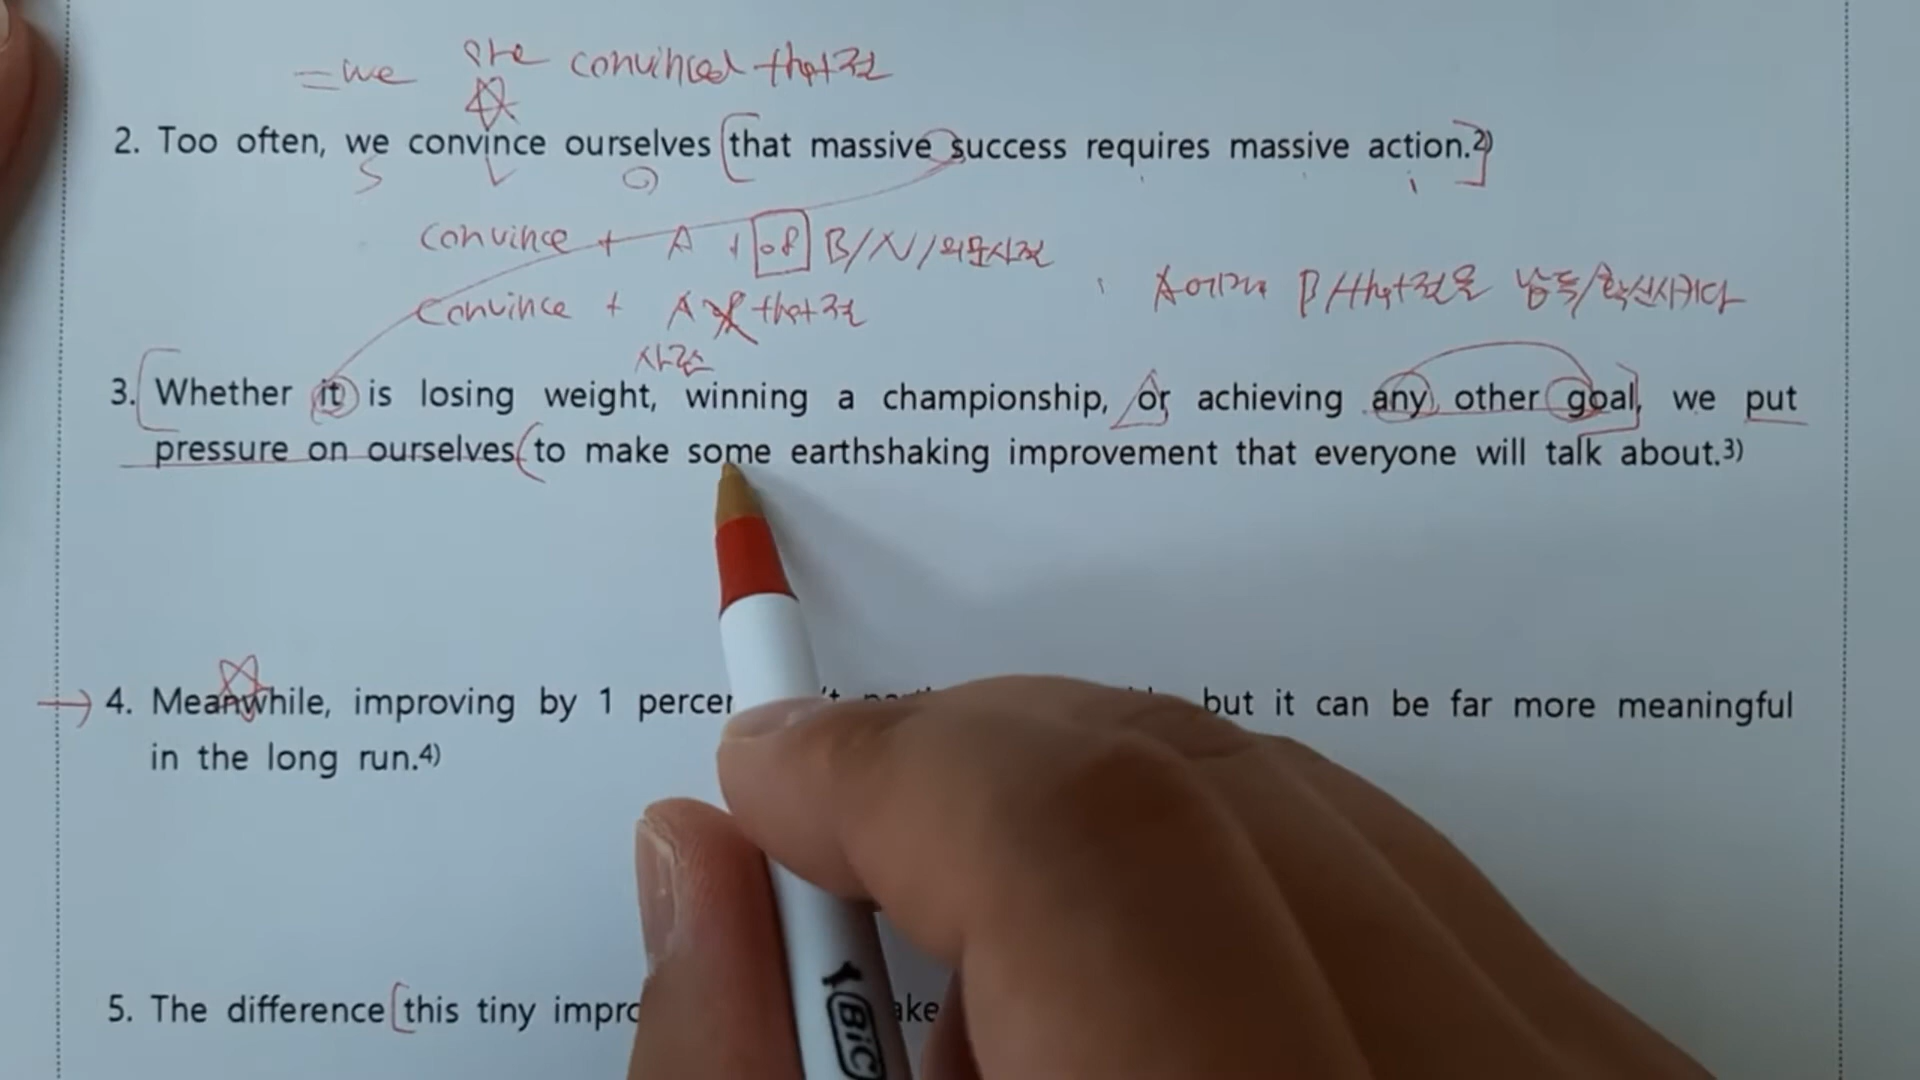 = we are convinced that절
2. Too often, we convince ourselves [that massive success requires massive action.2)]
S V O
convince + A + of B/N/의문사절
convince + A of that절
A에게 B/that절을 납득/확신시키다
사람
3. [Whether it is losing weight, winning a championship, or achieving any other goal], we put
pressure on ourselves (to make some earthshaking improvement that everyone will talk about.3)
→ 4. Meanwhile, improving by 1 percen but it can be far more meaningful
in the long run.4)
5. The difference [this tiny impro ake
BIC